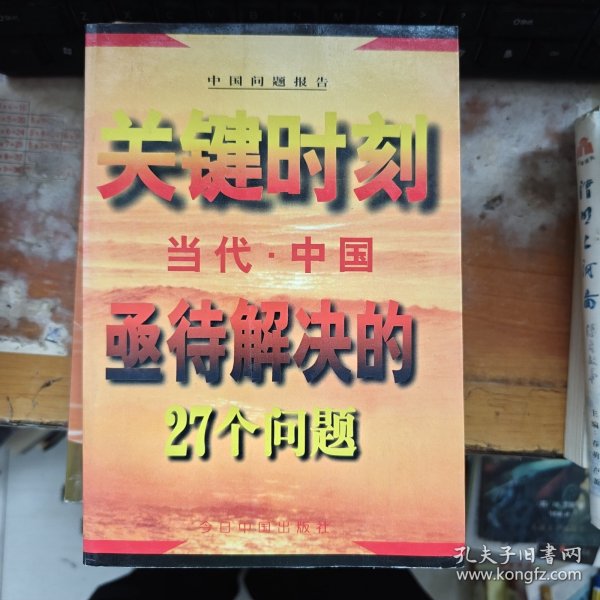 中国问题报告
关键时刻
当代·中国
亟待解决的
27个问题
今日中国出版社
孔夫子旧书网
www.kongfz.com